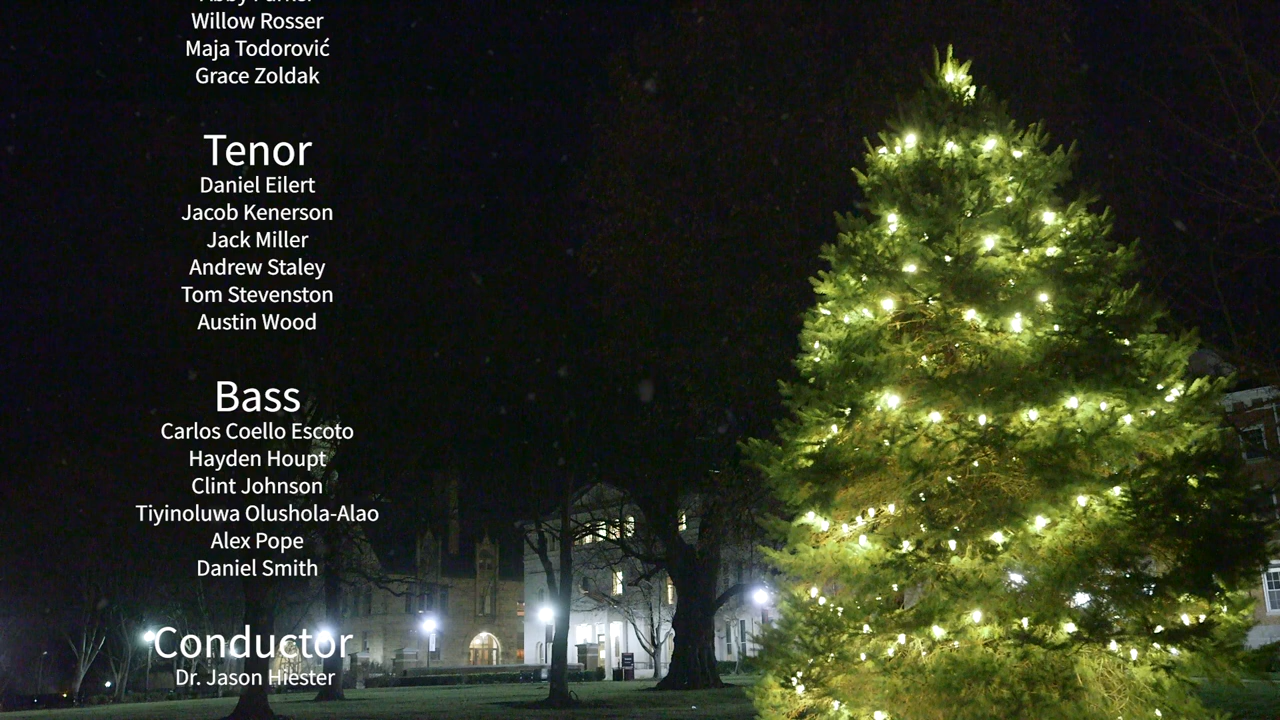 Willow Rosser
Maja Todorović
Grace Zoldak
Tenor
Daniel Eilert
Jacob Kenerson
Jack Miller
Andrew Staley
Tom Stevenston
Austin Wood
Bass
Carlos Coello Escoto
Hayden Houpt
Clint Johnson
Tiyinoluwa Olushola-Alao
Alex Pope
Daniel Smith
Conductor
Dr. Jason Hiester